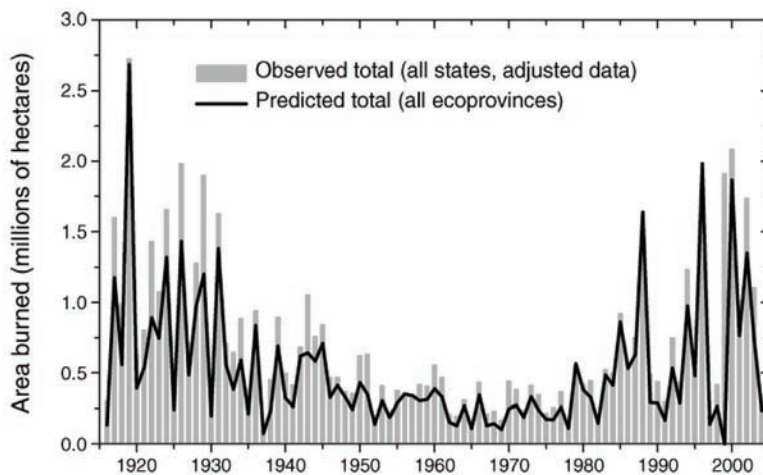 3.0
Observed total (all states, adjusted data)
2.5
Predicted total (all ecoprovinces)
2.0
1.5
1.0
0.5
0.0
Area burned (millions of hectares)
1920 1930 1940 1950 1960 1970 1980 1990 2000